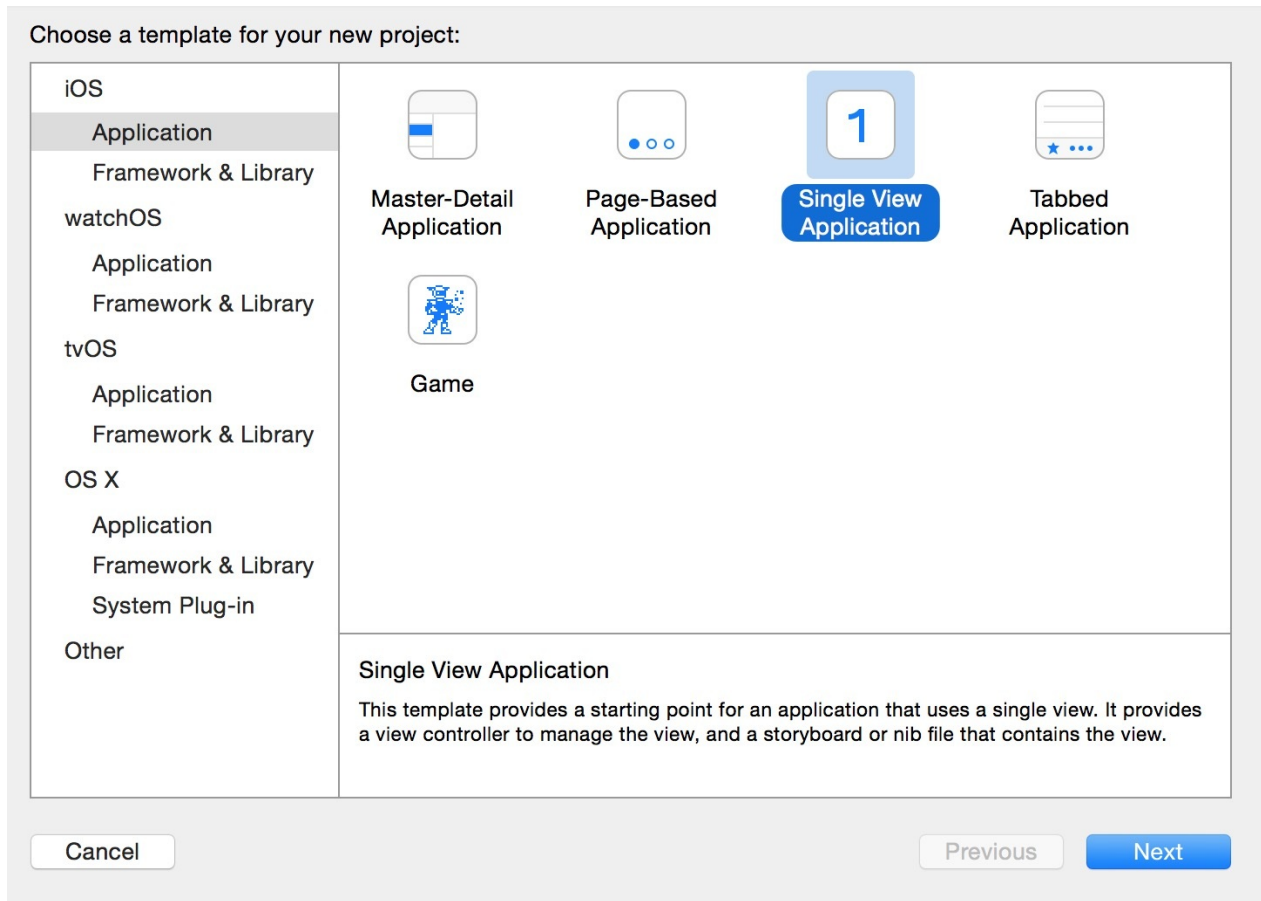 Choose a template for your new project:
iOS
Application
Framework & Library
watchOS
Application
Framework & Library
tvOS
Application
Framework & Library
OS X
Application
Framework & Library
System Plug-in
Other
Master-Detail
Application
Page-Based
Application
1
Single View
Application
Tabbed
Application
Game
Single View Application
This template provides a starting point for an application that uses a single view. It provides
a view controller to manage the view, and a storyboard or nib file that contains the view.
Cancel
Previous
Next